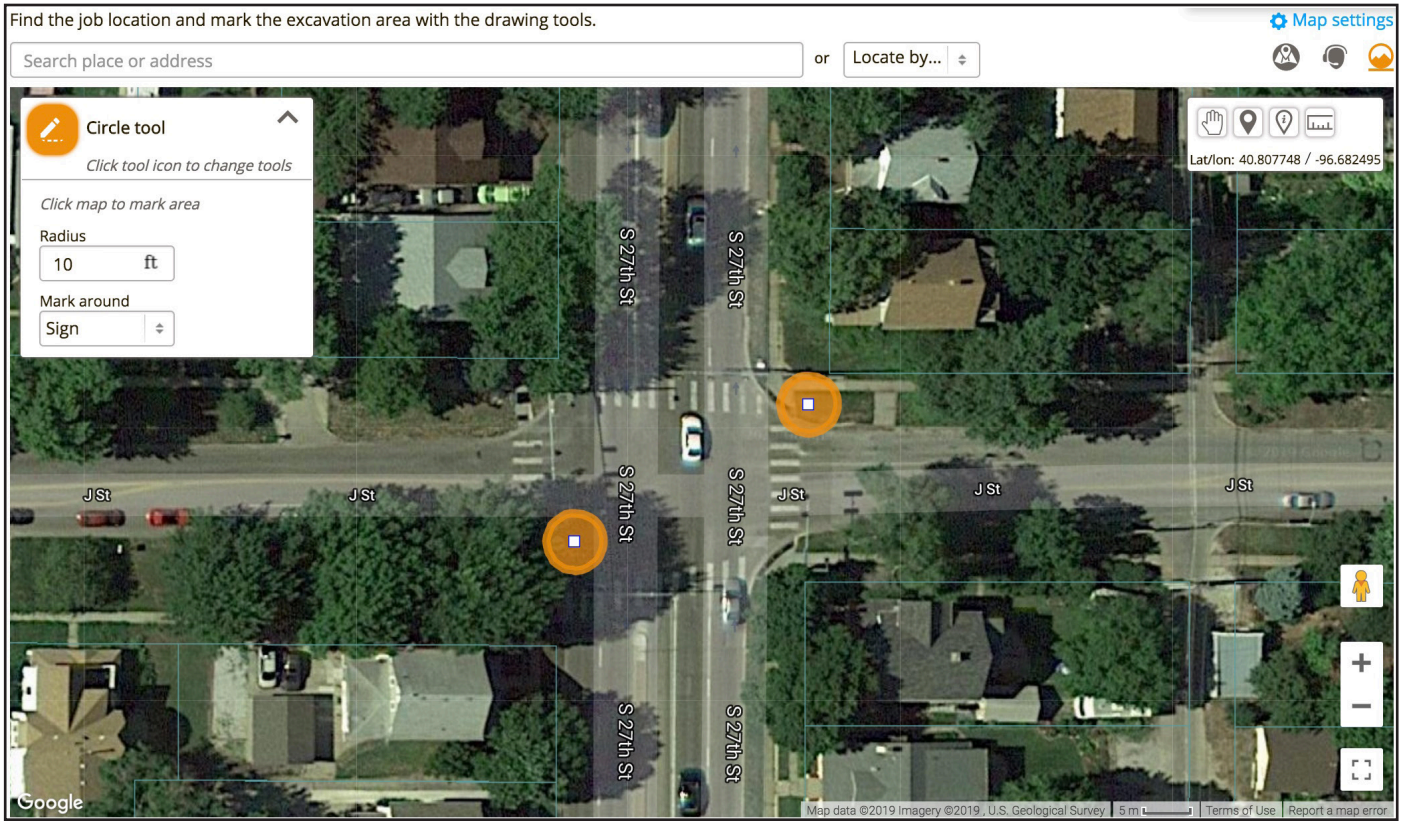 Find the job location and mark the excavation area with the drawing tools.
Map settings
Search place or address
or
Locate by...
Circle tool
Click tool icon to change tools
Click map to mark area
Radius
10 ft
Mark around
Sign
Lat/lon: 40.807748 / -96.682495
S 27th St
S 27th St
J St
J St
S 27th St
S 27th St
J St
J St
J St
S 27th St
S 27th St
Google
Map data ©2019 Imagery ©2019 , U.S. Geological Survey
5 m
Terms of Use
Report a map error